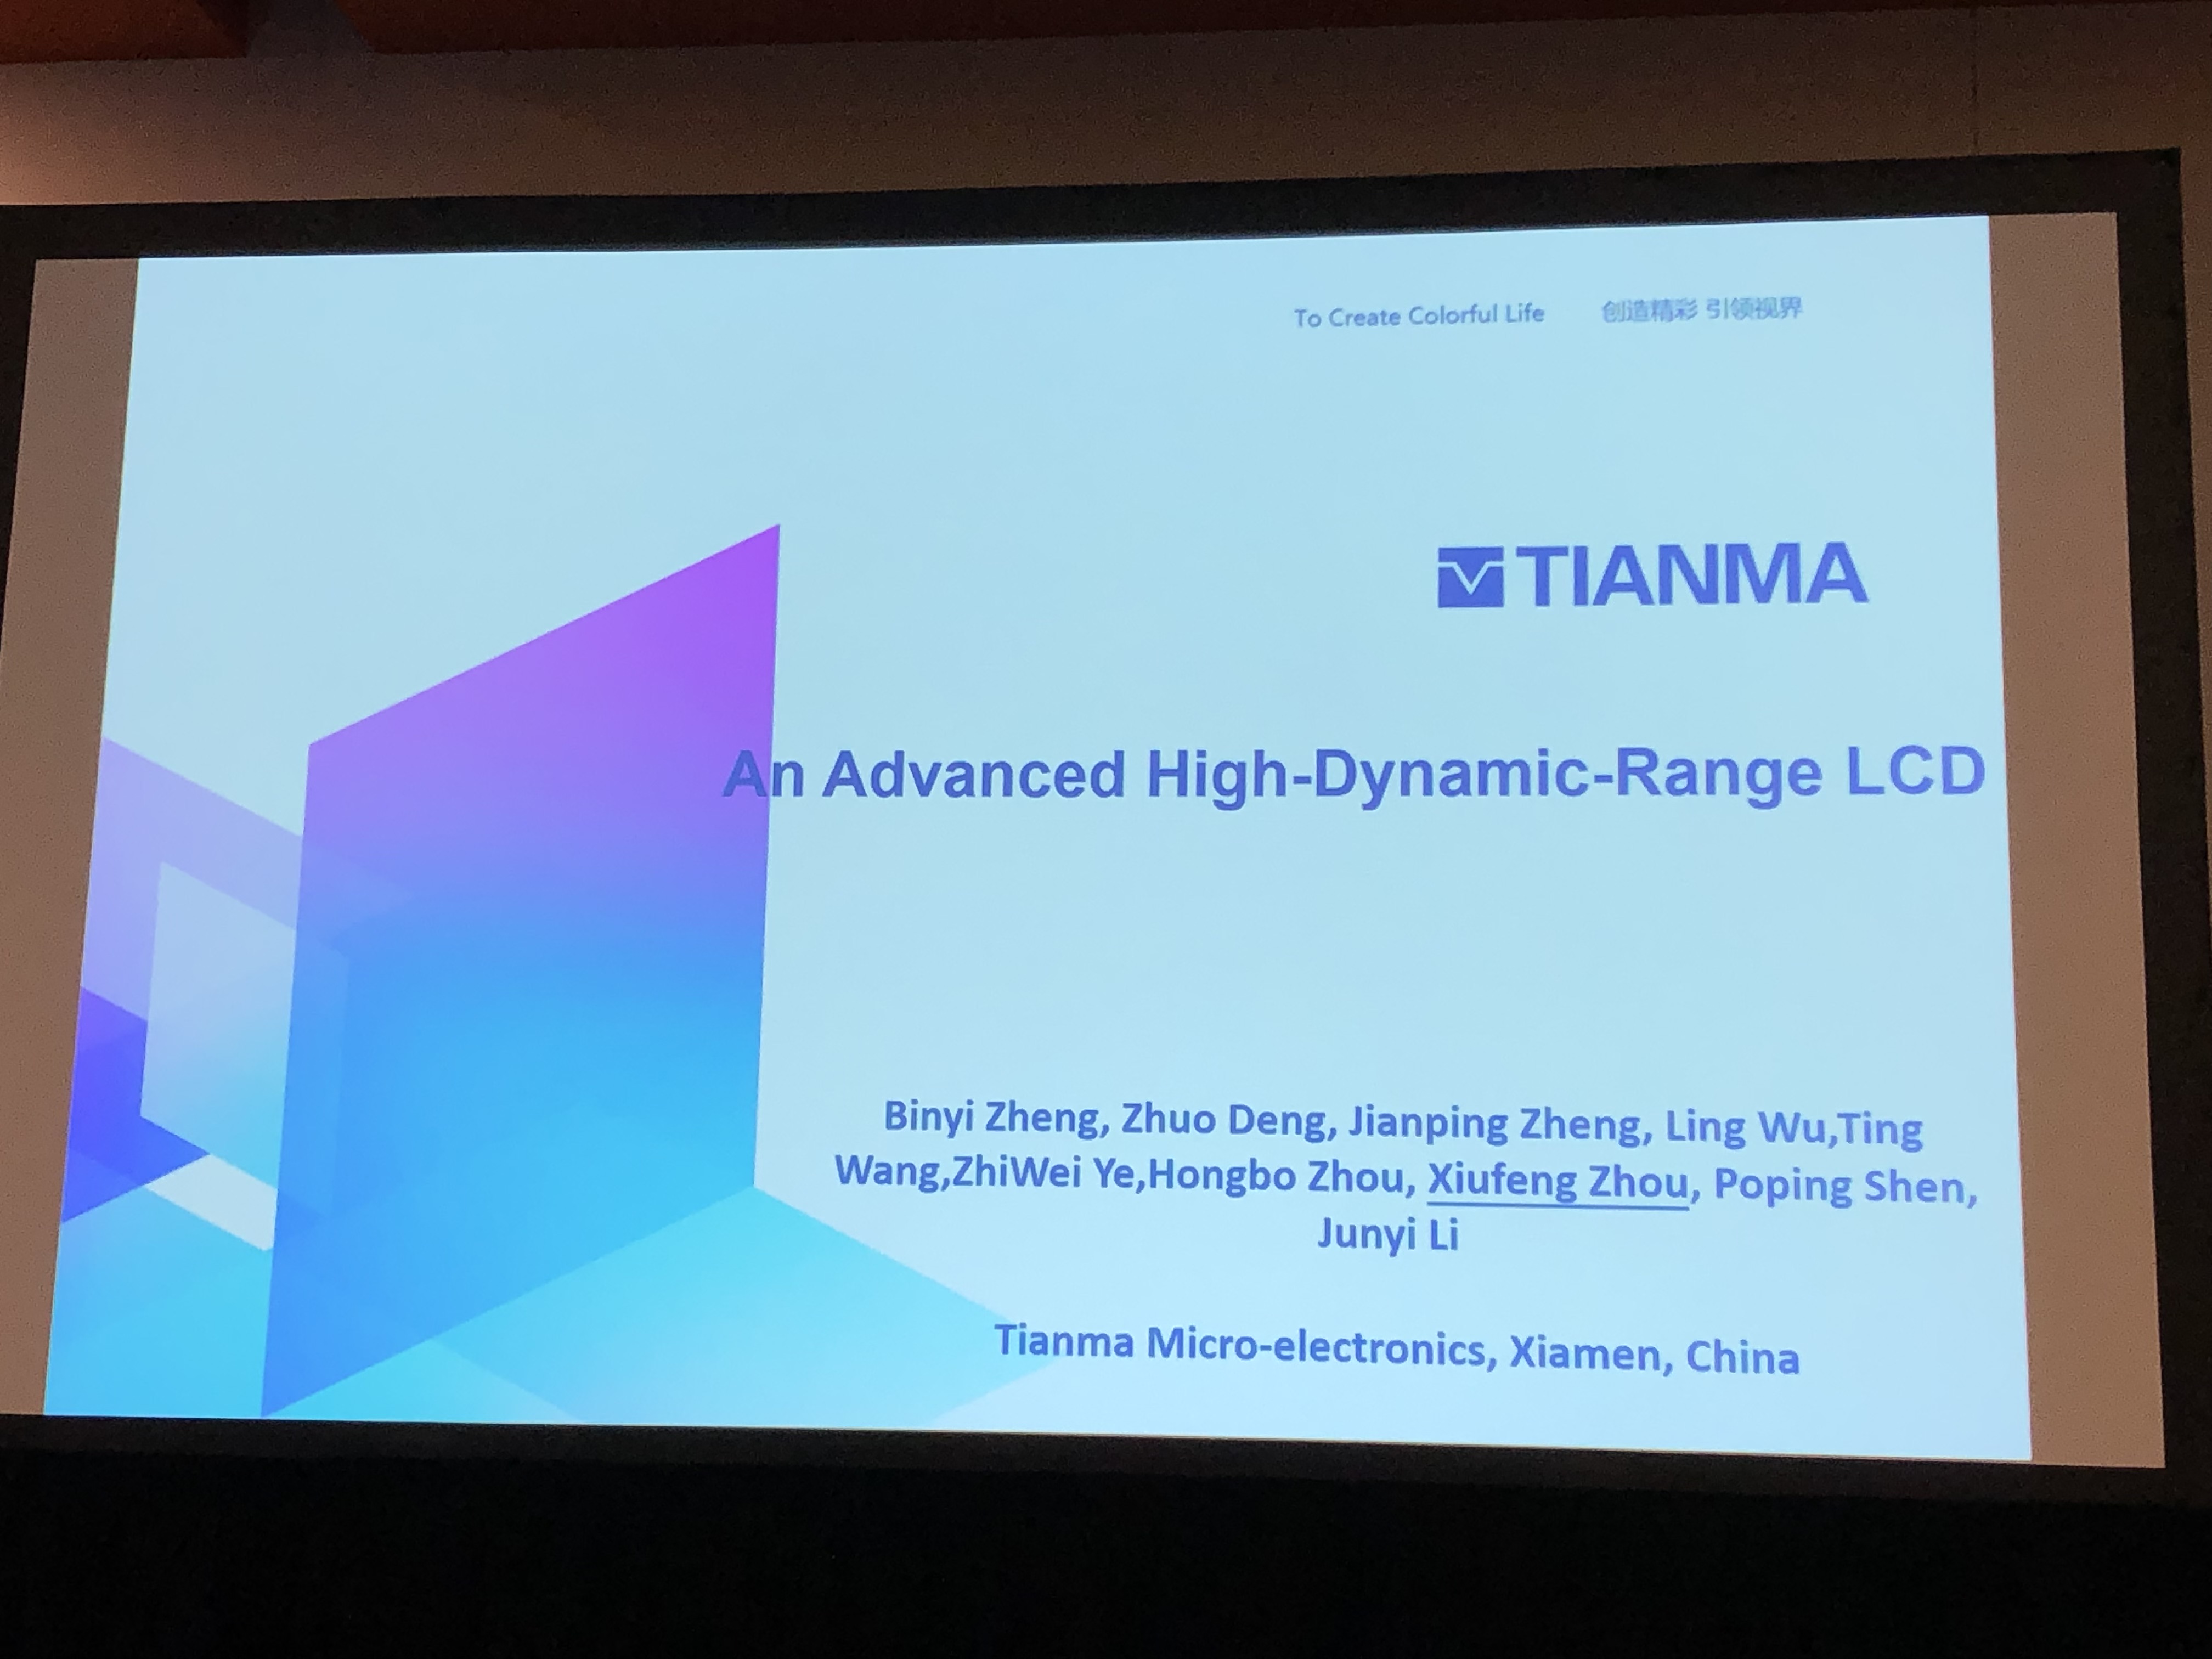 To Create Colorful Life 创造精彩 引领视界
TIANMA
An Advanced High-Dynamic-Range LCD
Binyi Zheng, Zhuo Deng, Jianping Zheng, Ling Wu,Ting
Wang,ZhiWei Ye,Hongbo Zhou, Xiufeng Zhou, Poping Shen,
Junyi Li
Tianma Micro-electronics, Xiamen, China